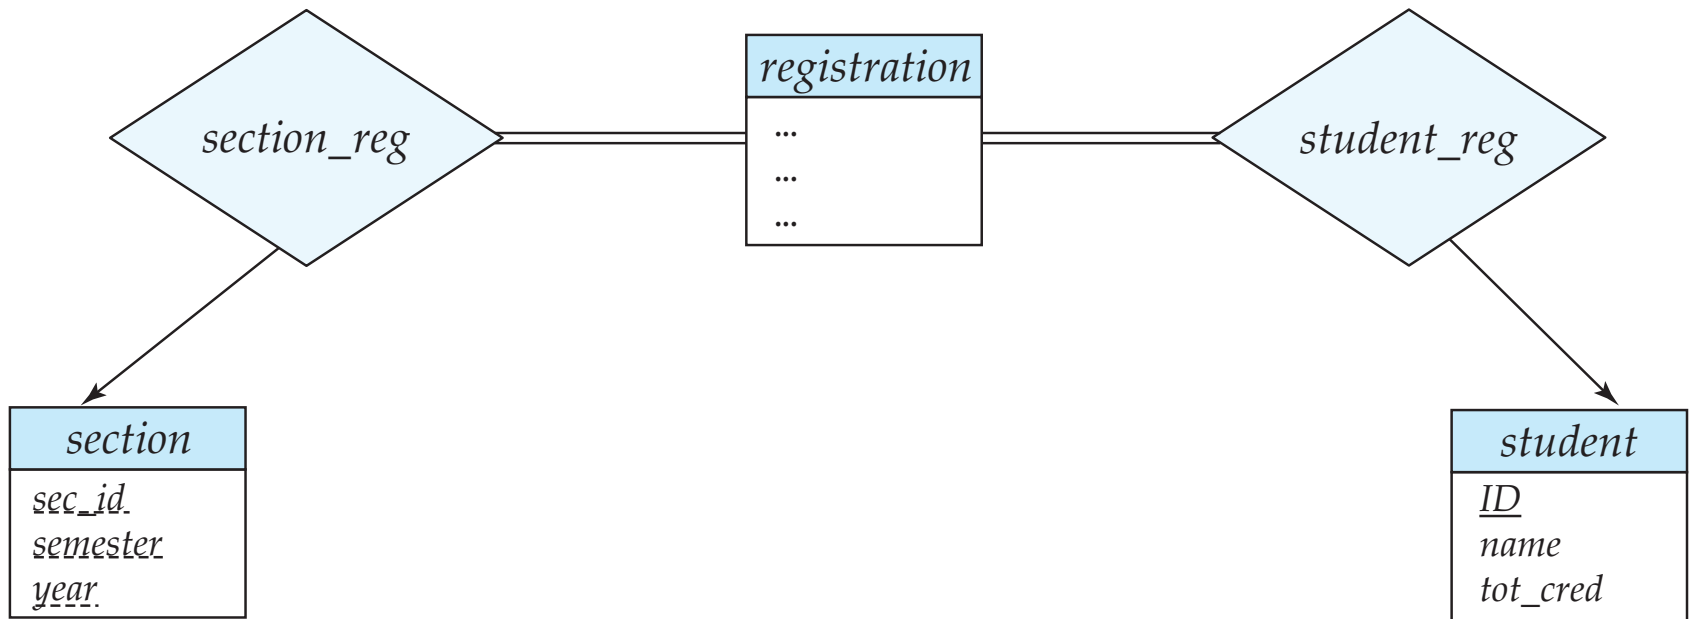 section_reg
registration
...
...
...
student_reg
section
sec_id
semester
year
student
ID
name
tot_cred